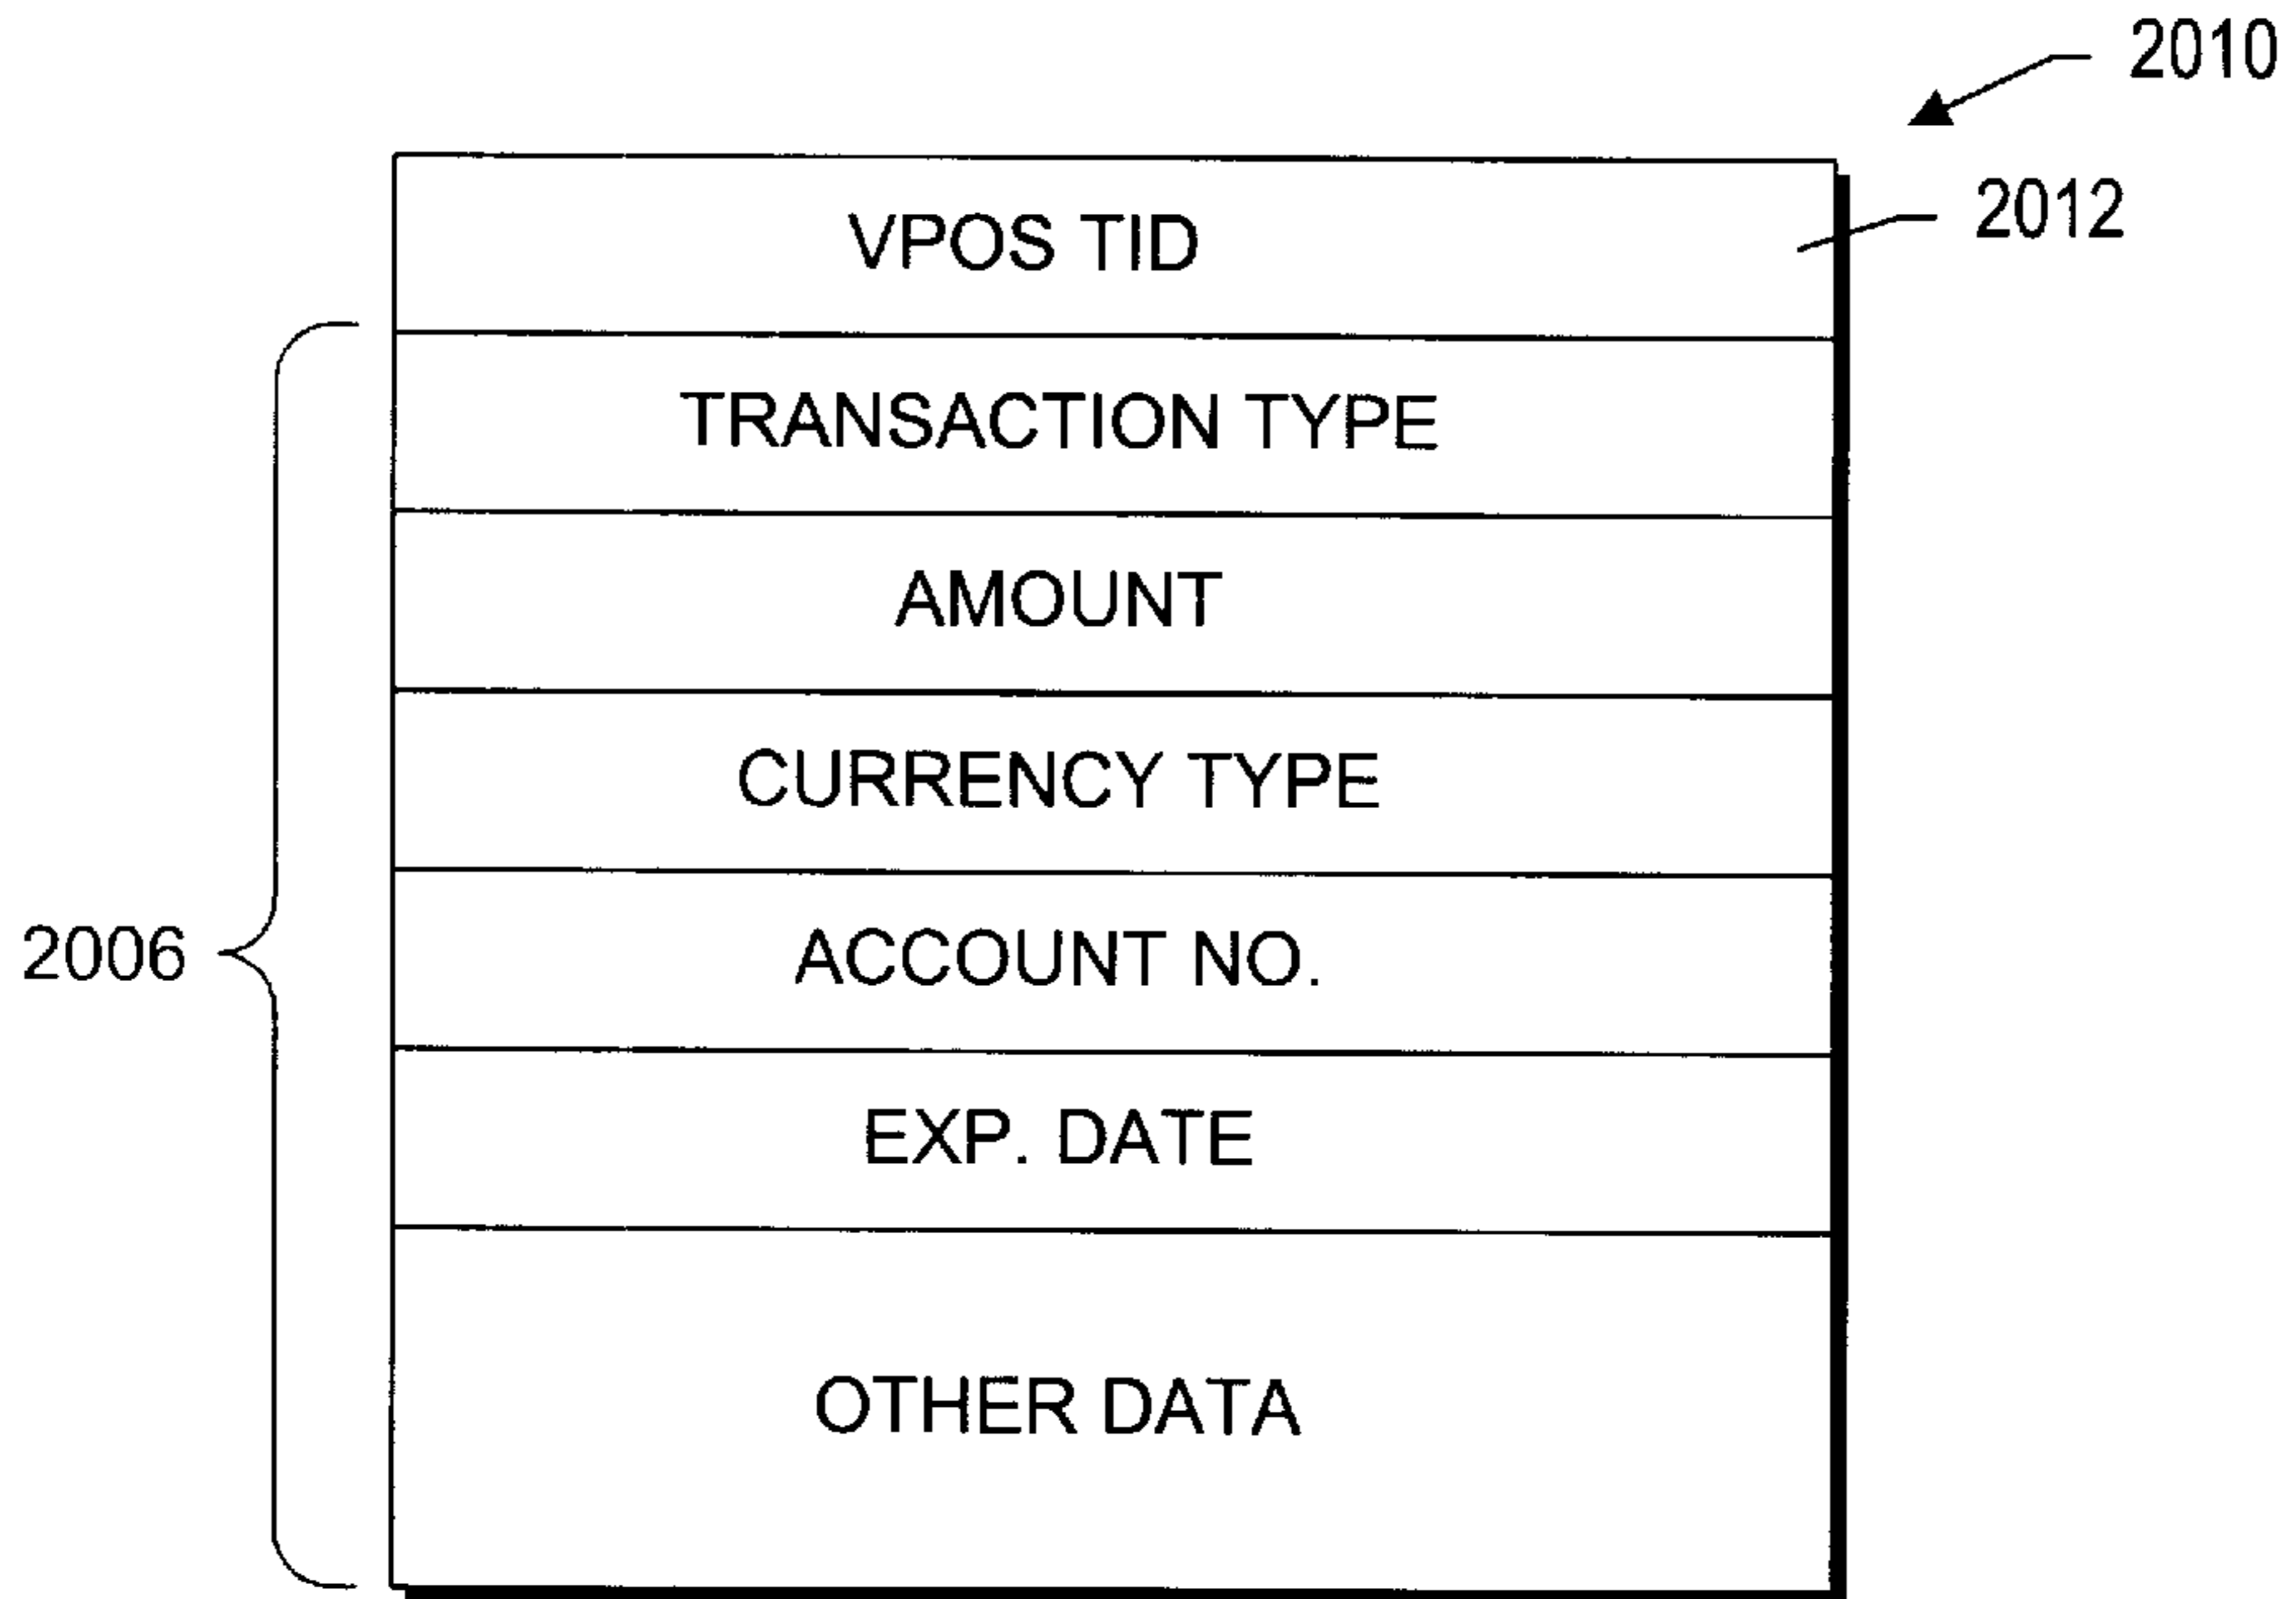 2010
VPOS TID
2012
TRANSACTION TYPE
AMOUNT
CURRENCY TYPE
ACCOUNT NO.
2006
EXP. DATE
OTHER DATA